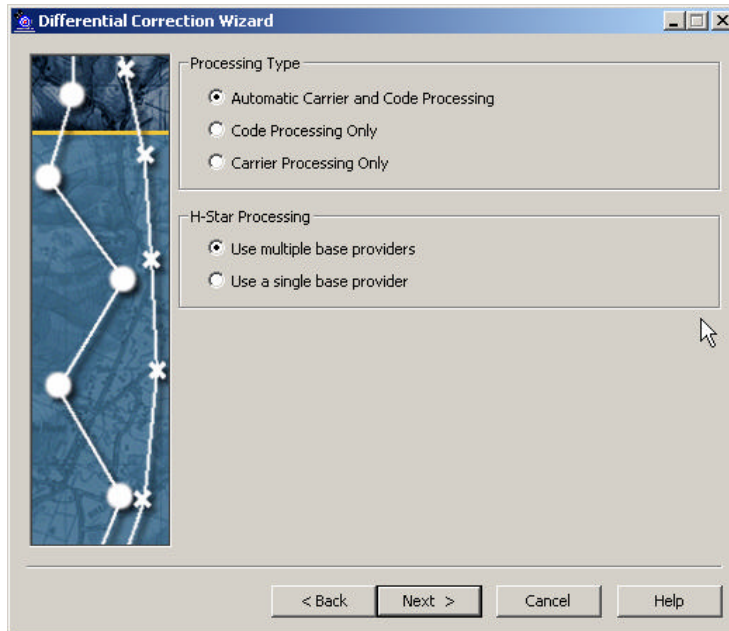 Differential Correction Wizard
Processing Type
Automatic Carrier and Code Processing
Code Processing Only
Carrier Processing Only
H-Star Processing
Use multiple base providers
Use a single base provider
< Back
Next >
Cancel
Help